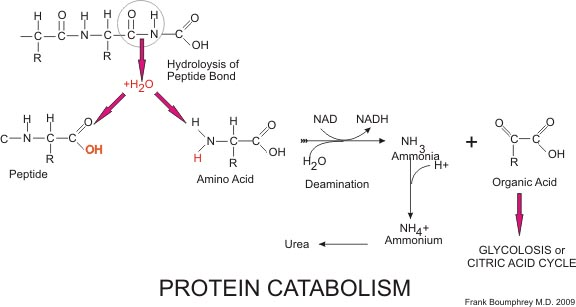 H O H H O H O
C C N C C N C
R R OH
Hydroloysis of
Peptide Bond
+H2O
H H O
C N C C
R OH
Peptide
H H O
N C C
H R OH
Amino Acid
NAD NADH
H2O
Deamination
NH3
Ammonia
H+
+
O O
C C
R OH
Organic Acid
NH4+
Ammonium
Urea
GLYCOLOSIS or
CITRIC ACID CYCLE
PROTEIN CATABOLISM
Frank Boumphrey M.D. 2009